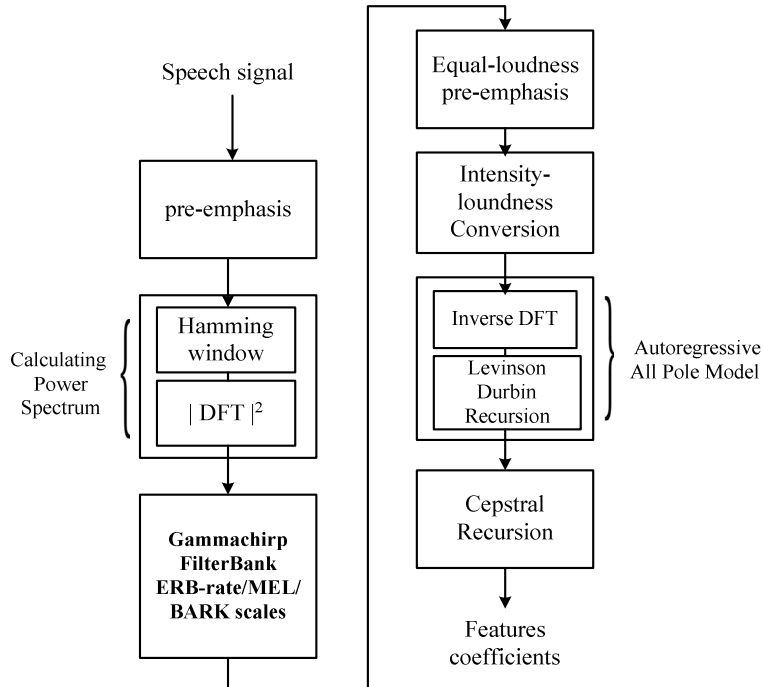 Speech signal
pre-emphasis
Calculating
Power
Spectrum
Hamming
window
| DFT |²
Gammachirp
FilterBank
ERB-rate/MEL/
BARK scales
Equal-loudness
pre-emphasis
Intensity-
loundness
Conversion
Inverse DFT
Levinson
Durbin
Recursion
Autoregressive
All Pole Model
Cepstral
Recursion
Features
coefficients